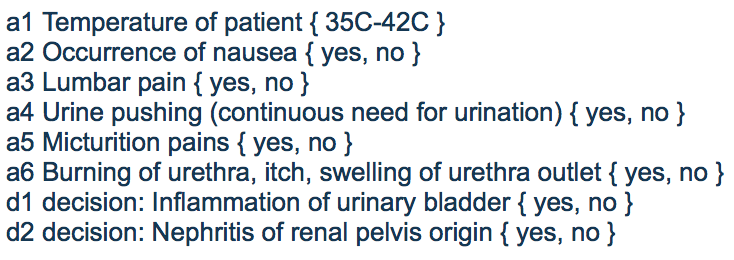 a1 Temperature of patient { 35C-42C }
a2 Occurrence of nausea { yes, no }
a3 Lumbar pain { yes, no }
a4 Urine pushing (continuous need for urination) { yes, no }
a5 Micturition pains { yes, no }
a6 Burning of urethra, itch, swelling of urethra outlet { yes, no }
d1 decision: Inflammation of urinary bladder { yes, no }
d2 decision: Nephritis of renal pelvis origin { yes, no }